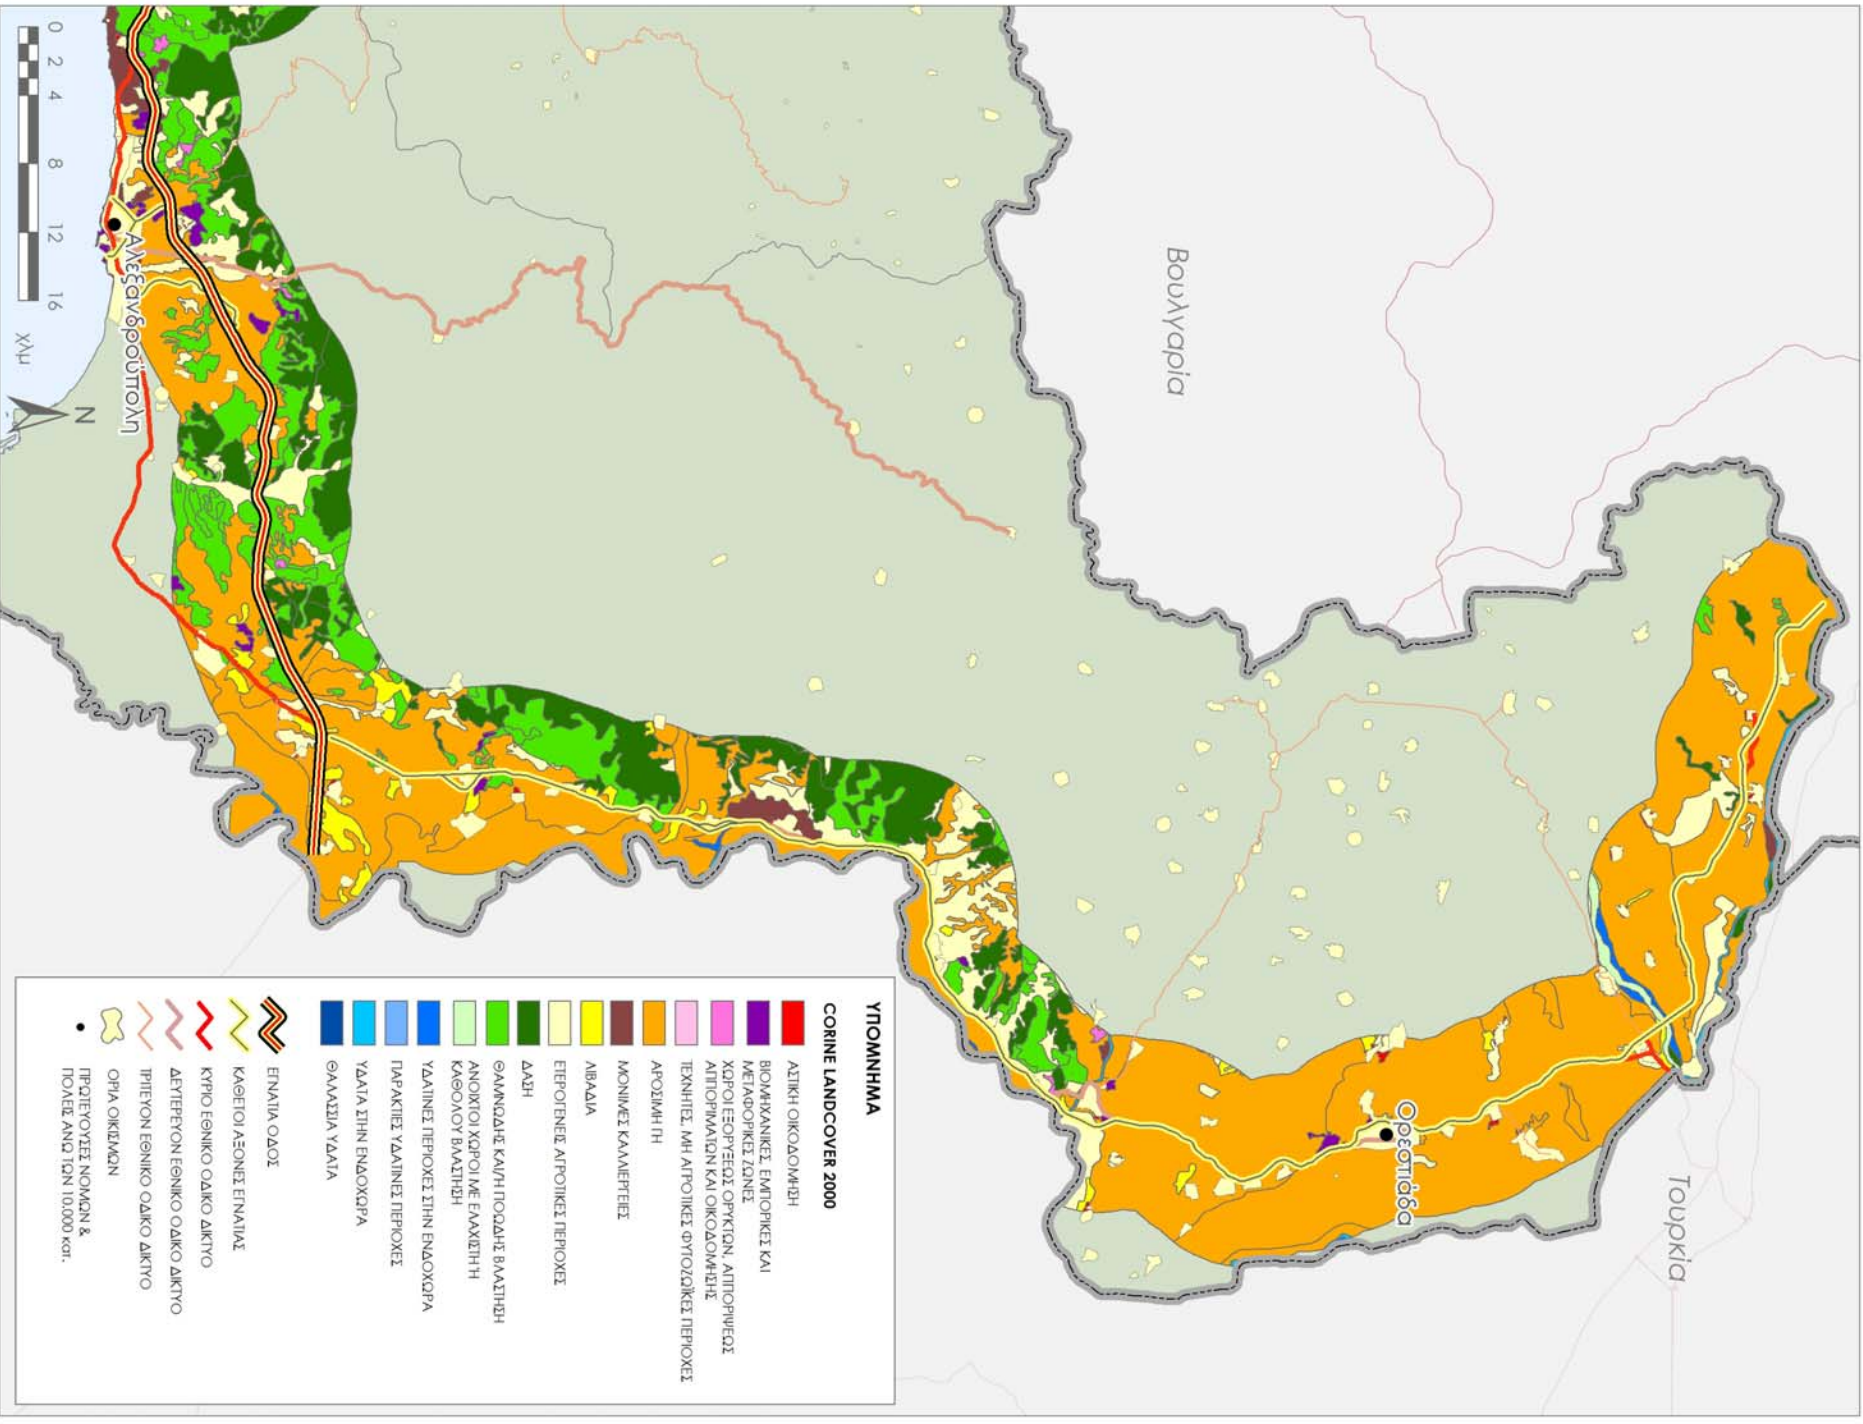 Βουλγαρία
Τουρκία
Ορεστιάδα
Αλεξανδρούπολη
N
0 2 4 8 12 16
χλμ
ΥΠΟΜΝΗΜΑ
CORINE LANDCOVER 2000
ΑΣΤΙΚΗ ΟΙΚΟΔΟΜΗΣΗ
ΒΙΟΜΗΧΑΝΙΚΕΣ, ΕΜΠΟΡΙΚΕΣ ΚΑΙ
ΜΕΤΑΦΟΡΙΚΕΣ ΖΩΝΕΣ
ΧΩΡΟΙ ΕΞΟΡΥΞΕΩΣ ΟΡΥΚΤΩΝ, ΑΠΠΟΡΙΨΕΩΣ
ΑΠΠΟΡΙΜΑΤΩΝ ΚΑΙ ΟΙΚΟΔΟΜΗΣΗΣ
ΤΕΧΝΗΤΕΣ, ΜΗ ΑΓΡΟΤΙΚΕΣ ΦΥΤΟΖΩΪΚΕΣ ΠΕΡΙΟΧΕΣ
ΑΡΟΣΙΜΗ ΓΗ
ΜΟΝΙΜΕΣ ΚΑΛΛΙΕΡΓΕΙΕΣ
ΛΙΒΑΔΙΑ
ΕΤΕΡΟΓΕΝΕΙΣ ΑΓΡΟΤΙΚΕΣ ΠΕΡΙΟΧΕΣ
ΔΑΣΗ
ΘΑΜΝΩΔΗΣ ΚΑΙ/Η ΠΟΩΔΗΣ ΒΛΑΣΤΗΣΗ
ΑΝΟΙΧΤΟΙ ΧΩΡΟΙ ΜΕ ΕΛΑΧΙΣΤΗ Ή
ΚΑΘΟΛΟΥ ΒΛΑΣΤΗΣΗ
ΥΔΑΤΙΝΕΣ ΠΕΡΙΟΧΕΣ ΣΤΗΝ ΕΝΔΟΧΩΡΑ
ΠΑΡΑΚΤΙΕΣ ΥΔΑΤΙΝΕΣ ΠΕΡΙΟΧΕΣ
ΥΔΑΤΑ ΣΤΗΝ ΕΝΔΟΧΩΡΑ
ΘΑΛΑΣΣΙΑ ΥΔΑΤΑ
ΕΓΝΑΤΙΑ ΟΔΟΣ
ΚΑΘΕΤΟΙ ΑΞΟΝΕΣ ΕΓΝΑΤΙΑΣ
ΚΥΡΙΟ ΕΘΝΙΚΟ ΟΔΙΚΟ ΔΙΚΤΥΟ
ΔΕΥΤΕΡΕΥΟΝ ΕΘΝΙΚΟ ΟΔΙΚΟ ΔΙΚΤΥΟ
ΤΡΙΤΕΥΟΝ ΕΘΝΙΚΟ ΟΔΙΚΟ ΔΙΚΤΥΟ
ΟΡΙΑ ΟΙΚΙΣΜΩΝ
ΠΡΩΤΕΥΟΥΣΕΣ ΝΟΜΩΝ &
ΠΟΛΕΙΣ ΑΝΩ ΤΩΝ 10.000 κατ.